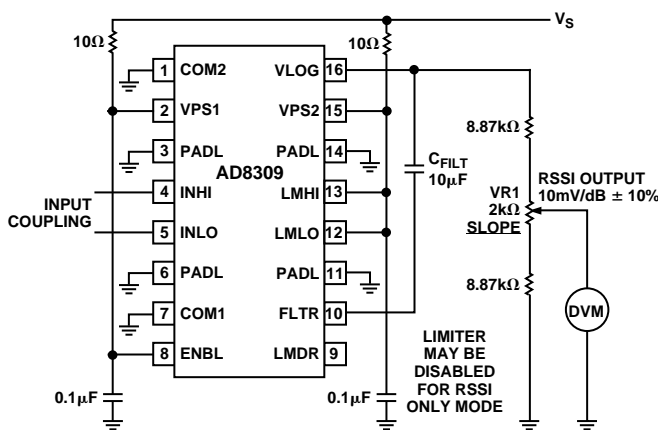 VS
10Ω
10Ω
1 COM2 VLOG 16
2 VPS1 VPS2 15
3 PADL PADL 14
AD8309
4 INHI LMHI 13
5 INLO LMLO 12
6 PADL PADL 11
7 COM1 FLTR 10
8 ENBL LMDR 9
INPUT
COUPLING
CFILT
10μF
8.87kΩ
RSSI OUTPUT
10mV/dB ± 10%
VR1
2kΩ
SLOPE
8.87kΩ
DVM
LIMITER
MAY BE
DISABLED
FOR RSSI
ONLY MODE
0.1μF
0.1μF